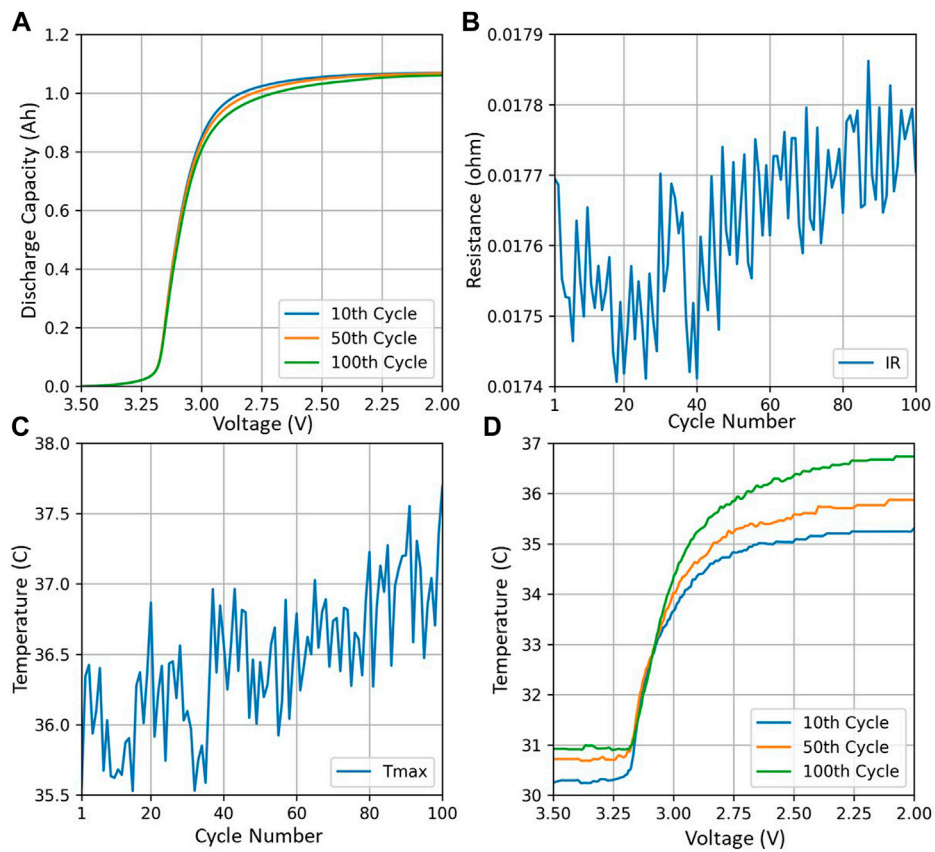 A
Discharge Capacity (Ah)
1.2
1.0
0.8
0.6
0.4
0.2
0.0
3.50 3.25 3.00 2.75 2.50 2.25 2.00
Voltage (V)
10th Cycle
50th Cycle
100th Cycle
B
Resistance (ohm)
0.0179
0.0178
0.0177
0.0176
0.0175
0.0174
1 20 40 60 80 100
Cycle Number
IR
C
Temperature (C)
38.0
37.5
37.0
36.5
36.0
35.5
1 20 40 60 80 100
Cycle Number
Tmax
D
Temperature (C)
37
36
35
34
33
32
31
30
3.50 3.25 3.00 2.75 2.50 2.25 2.00
Voltage (V)
10th Cycle
50th Cycle
100th Cycle